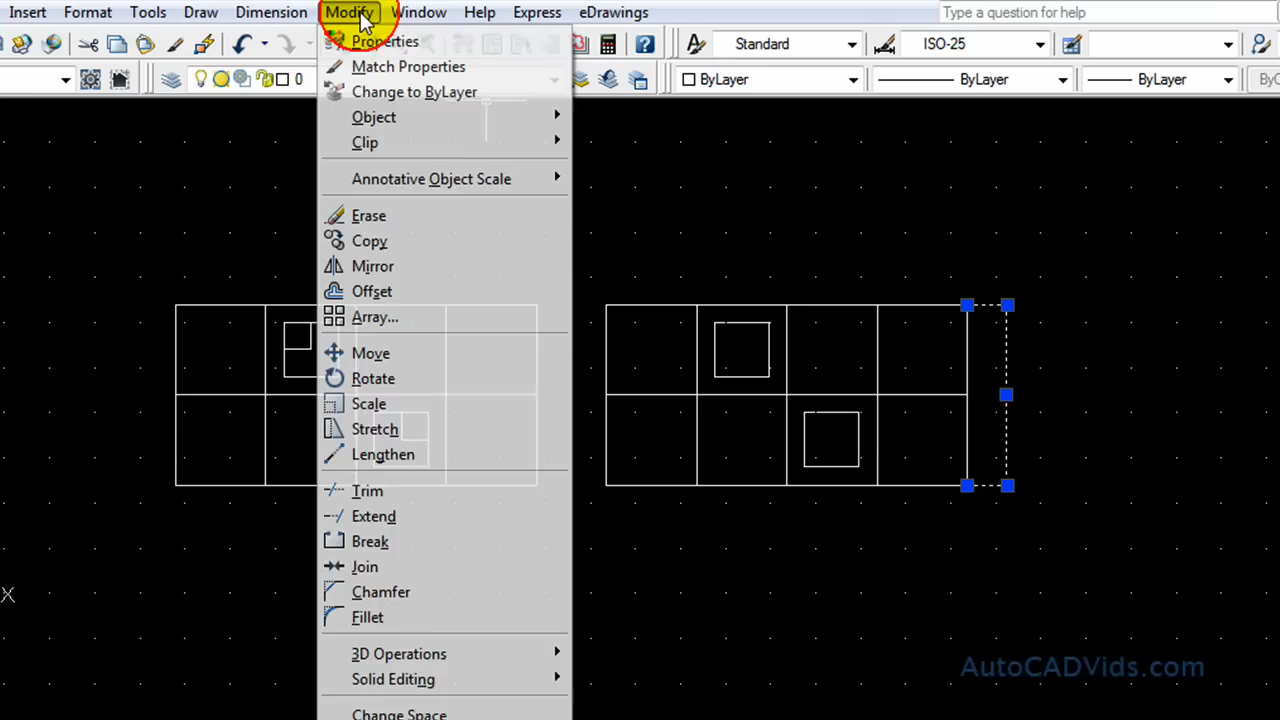 Insert Format Tools Draw Dimension Modify Window Help Express eDrawings Type a question for help
Properties Standard ISO-25
Match Properties 0 ByLayer ByLayer ByLayer
Change to ByLayer
Object
Clip
Annotative Object Scale
Erase
Copy
Mirror
Offset
Array...
Move
Rotate
Scale
Stretch
Lengthen
Trim
Extend
Break
Join
Chamfer
X
Fillet
3D Operations
AutoCADVids.com
Solid Editing
Change Space